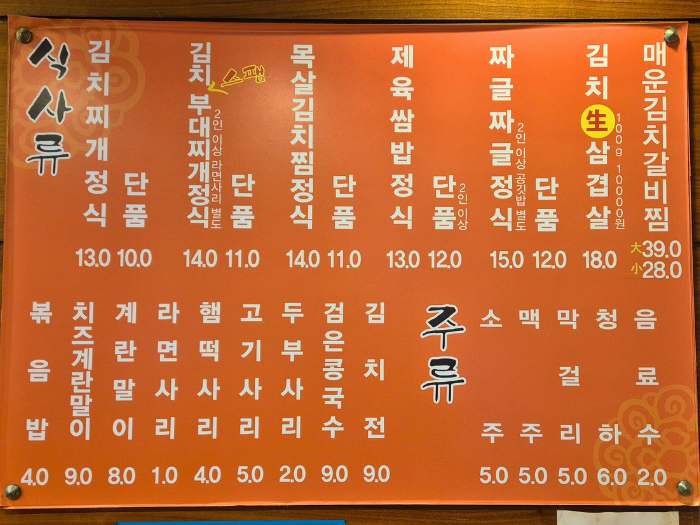 식사류
김치찌개정식 13.0
단품 10.0
김치부대찌개정식 14.0
스팸
2인 이상 라면사리 별도
단품 11.0
목살김치찜정식 14.0
단품 11.0
제육쌈밥정식 13.0
단품 12.0
2인 이상
짜글짜글정식 15.0
2인 이상 공깃밥 별도
단품 12.0
김치生삼겹살 18.0
100g 10000원
매운김치갈비찜
大 39.0
小 28.0
볶음밥 4.0
치즈계란말이 9.0
계란말이 8.0
라면사리 1.0
햄떡사리 4.0
고기사리 5.0
두부사리 2.0
검은콩국수 9.0
김치전 9.0
주류
소주 5.0
맥주 5.0
막걸리 5.0
청하 6.0
음료수 2.0